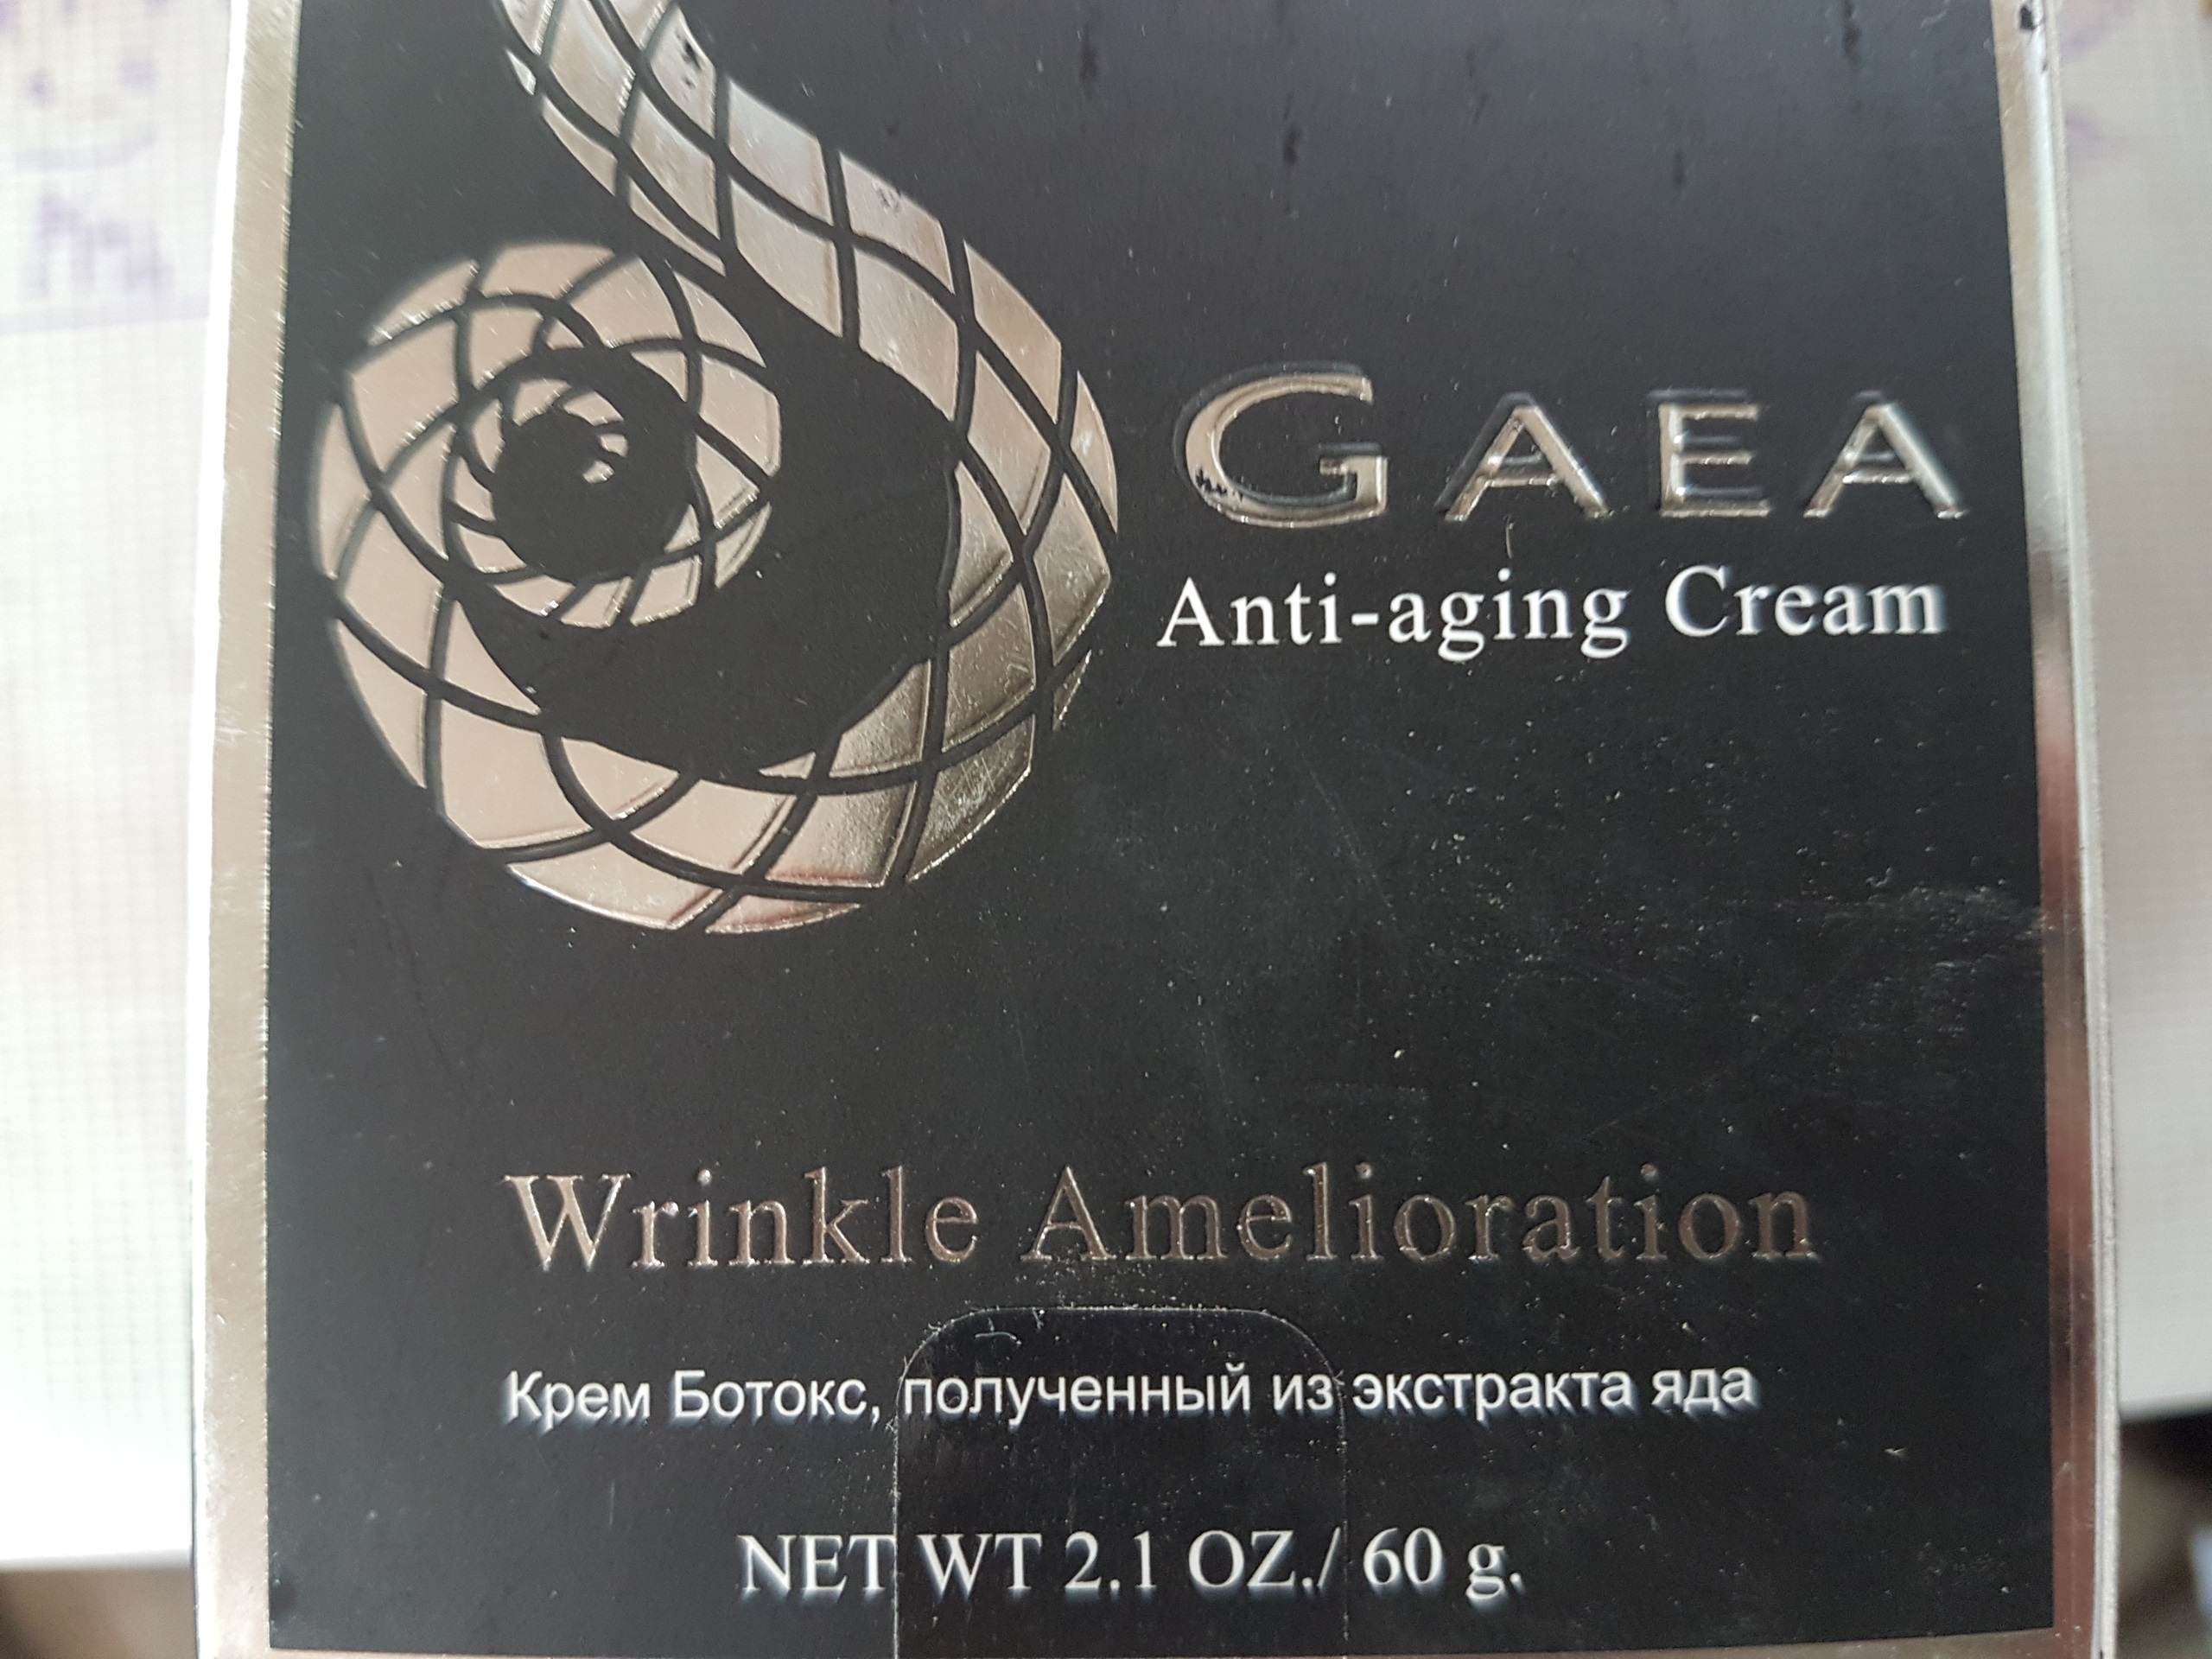 GAEA
Anti-aging Cream
Wrinkle Amelioration
Крем Ботокс, полученный из экстракта яда
NET WT 2.1 OZ./ 60 g.